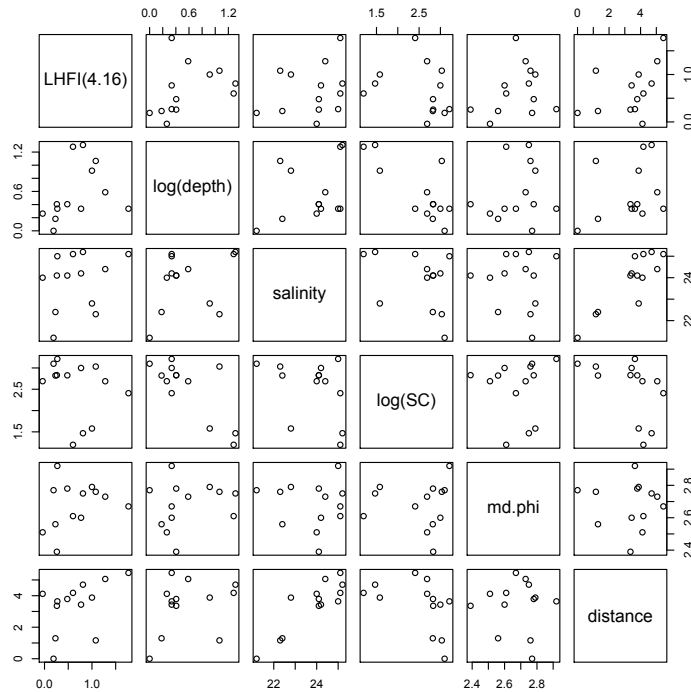 0.0 0.6 1.2
1.5 2.5
0 2 4
LHFI(4.16)
0.0 1.0
0.0 0.6 1.2
log(depth)
salinity
22 24
1.5 2.5
log(SC)
md.phi
2.4 2.6 2.8
0 2 4
distance
0.0 1.0
22 24
2.4 2.6 2.8